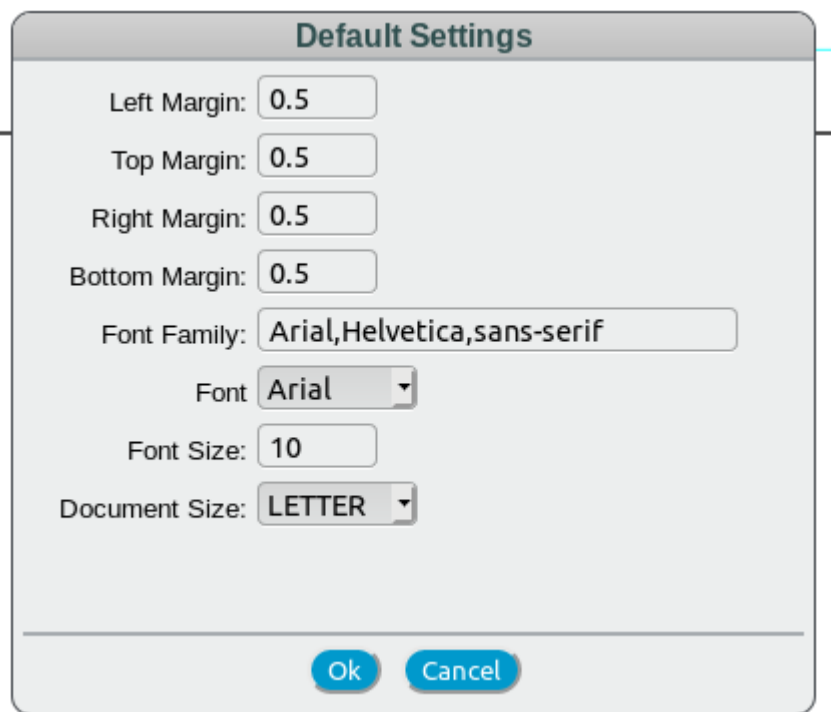 Default Settings
Left Margin: 0.5
Top Margin: 0.5
Right Margin: 0.5
Bottom Margin: 0.5
Font Family: Arial,Helvetica,sans-serif
Font Arial
Font Size: 10
Document Size: LETTER
Ok Cancel